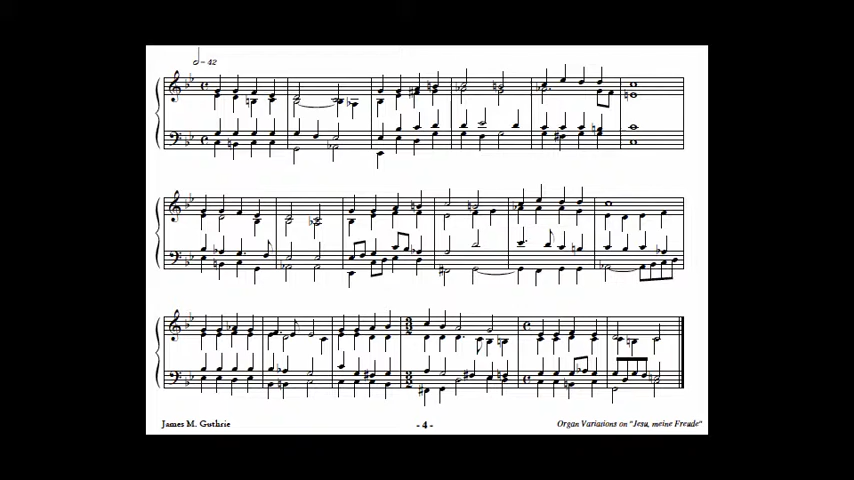 = 42
James M. Guthrie
- 4 -
Organ Variations on "Jesu, meine Freude"